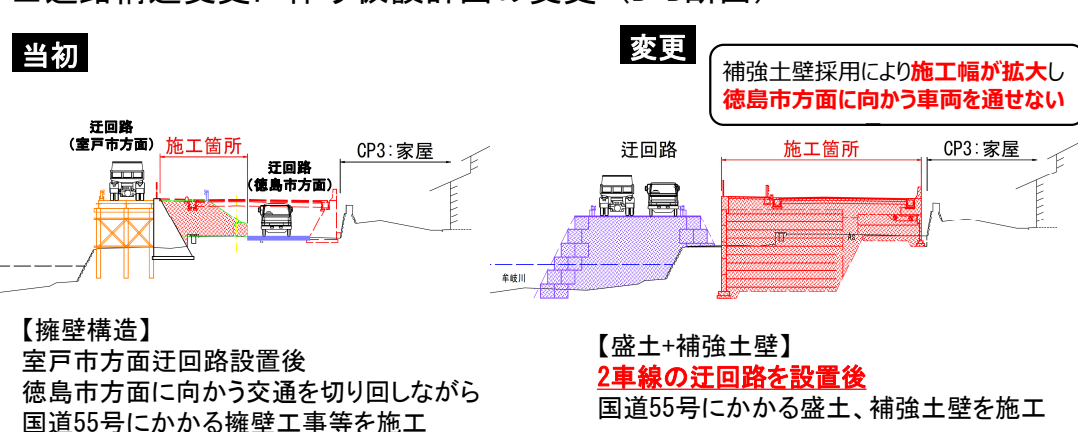 当初
変更
補強土壁採用により施工幅が拡大し
徳島市方面に向かう車両を通せない
迂回路
(室戸市方面)
施工箇所
迂回路
(徳島市方面)
CP3:家屋
迂回路
施工箇所
CP3:家屋
牟岐川
【擁壁構造】
室戸市方面迂回路設置後
徳島市方面に向かう交通を切り回しながら
国道55号にかかる擁壁工事等を施工
【盛土+補強土壁】
2車線の迂回路を設置後
国道55号にかかる盛土、補強土壁を施工